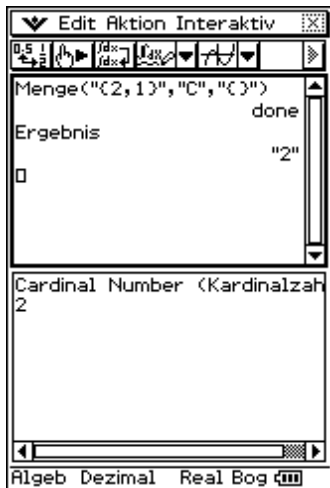 Edit Aktion Interaktiv
Menge("{2,1}","C","{}")
done
Ergebnis
"2"
Cardinal Number (Kardinalzah
2
Algeb Dezimal Real Bog